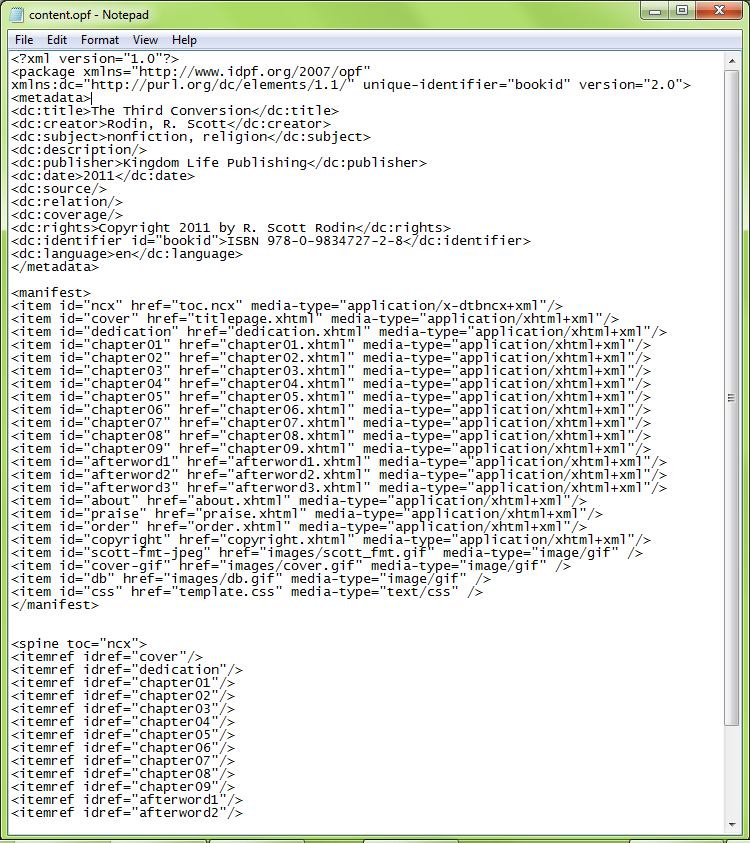 content.opf - Notepad
File Edit Format View Help
<?xml version="1.0"?>
<package xmlns="http://www.idpf.org/2007/opf"
xmlns:dc="http://purl.org/dc/elements/1.1/" unique-identifier="bookid" version="2.0">
<metadata>
<dc:title>The Third Conversion</dc:title>
<dc:creator>Rodin, R. Scott</dc:creator>
<dc:subject>nonfiction, religion</dc:subject>
<dc:description/>
<dc:publisher>Kingdom Life Publishing</dc:publisher>
<dc:date>2011</dc:date>
<dc:source/>
<dc:relation/>
<dc:coverage/>
<dc:rights>Copyright 2011 by R. Scott Rodin</dc:rights>
<dc:identifier id="bookid">ISBN 978-0-9834727-2-8</dc:identifier>
<dc:language>en</dc:language>
</metadata>
<manifest>
<item id="ncx" href="toc.ncx" media-type="application/x-dtbncx+xml"/>
<item id="cover" href="titlepage.xhtml" media-type="application/xhtml+xml"/>
<item id="dedication" href="dedication.xhtml" media-type="application/xhtml+xml"/>
<item id="chapter01" href="chapter01.xhtml" media-type="application/xhtml+xml"/>
<item id="chapter02" href="chapter02.xhtml" media-type="application/xhtml+xml"/>
<item id="chapter03" href="chapter03.xhtml" media-type="application/xhtml+xml"/>
<item id="chapter04" href="chapter04.xhtml" media-type="application/xhtml+xml"/>
<item id="chapter05" href="chapter05.xhtml" media-type="application/xhtml+xml"/>
<item id="chapter06" href="chapter06.xhtml" media-type="application/xhtml+xml"/>
<item id="chapter07" href="chapter07.xhtml" media-type="application/xhtml+xml"/>
<item id="chapter08" href="chapter08.xhtml" media-type="application/xhtml+xml"/>
<item id="chapter09" href="chapter09.xhtml" media-type="application/xhtml+xml"/>
<item id="afterword1" href="afterword1.xhtml" media-type="application/xhtml+xml"/>
<item id="afterword2" href="afterword2.xhtml" media-type="application/xhtml+xml"/>
<item id="afterword3" href="afterword3.xhtml" media-type="application/xhtml+xml"/>
<item id="about" href="about.xhtml" media-type="application/xhtml+xml"/>
<item id="praise" href="praise.xhtml" media-type="application/xhtml+xml"/>
<item id="order" href="order.xhtml" media-type="application/xhtml+xml"/>
<item id="copyright" href="copyright.xhtml" media-type="application/xhtml+xml"/>
<item id="scott-fmt-jpeg" href="images/scott_fmt.gif" media-type="image/gif" />
<item id="cover-gif" href="images/cover.gif" media-type="image/gif" />
<item id="db" href="images/db.gif" media-type="image/gif" />
<item id="css" href="template.css" media-type="text/css" />
</manifest>
<spine toc="ncx">
<itemref idref="cover"/>
<itemref idref="dedication"/>
<itemref idref="chapter01"/>
<itemref idref="chapter02"/>
<itemref idref="chapter03"/>
<itemref idref="chapter04"/>
<itemref idref="chapter05"/>
<itemref idref="chapter06"/>
<itemref idref="chapter07"/>
<itemref idref="chapter08"/>
<itemref idref="chapter09"/>
<itemref idref="afterword1"/>
<itemref idref="afterword2"/>